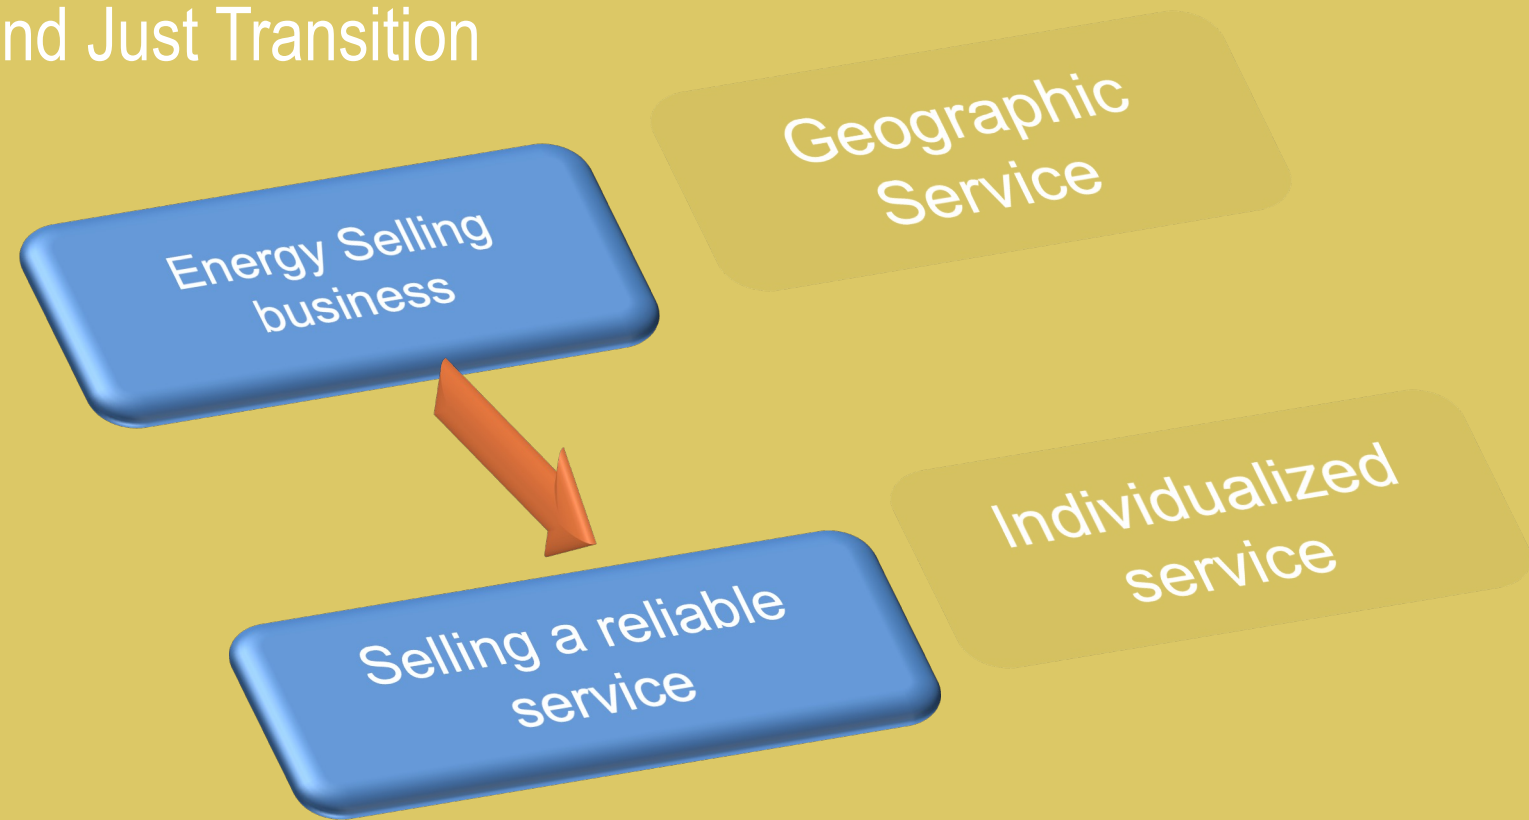 nd Just Transition
Geographic
Service
Energy Selling
business
Individualized
service
Selling a reliable
service